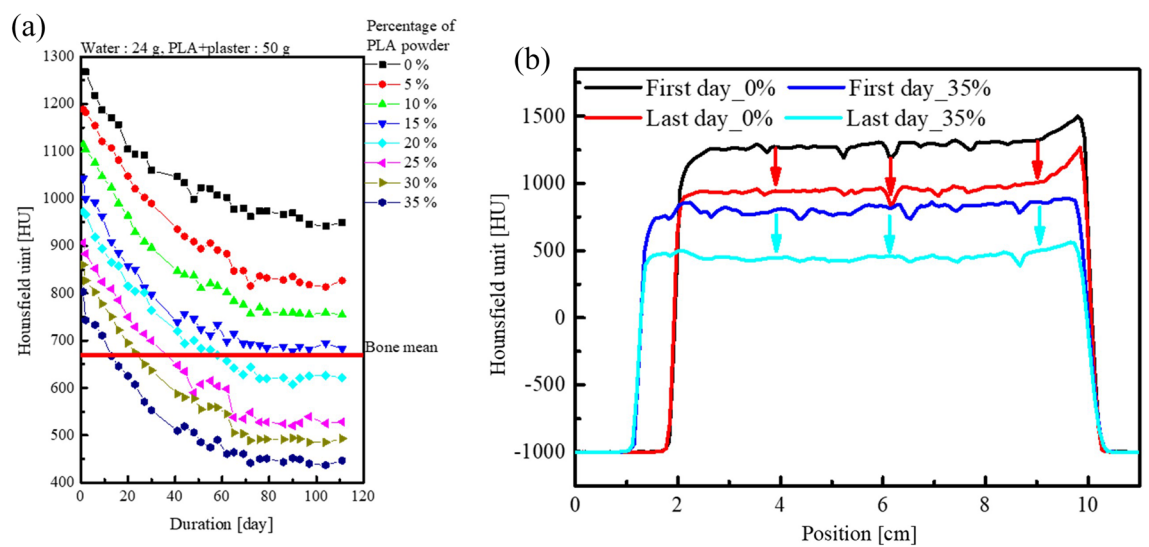 (a)
Water : 24 g, PLA+plaster : 50 g
Percentage of
PLA powder
0 %
5 %
10 %
15 %
20 %
25 %
30 %
35 %
Bone mean
Hounsfield uint [HU]
1300
1200
1100
1000
900
800
700
600
500
400
0
20
40
60
80
100
120
Duration [day]
(b)
First day_0%
First day_35%
Last day_0%
Last day_35%
Hounsfield unit [HU]
1500
1000
500
0
-500
-1000
0
2
4
6
8
10
Position [cm]